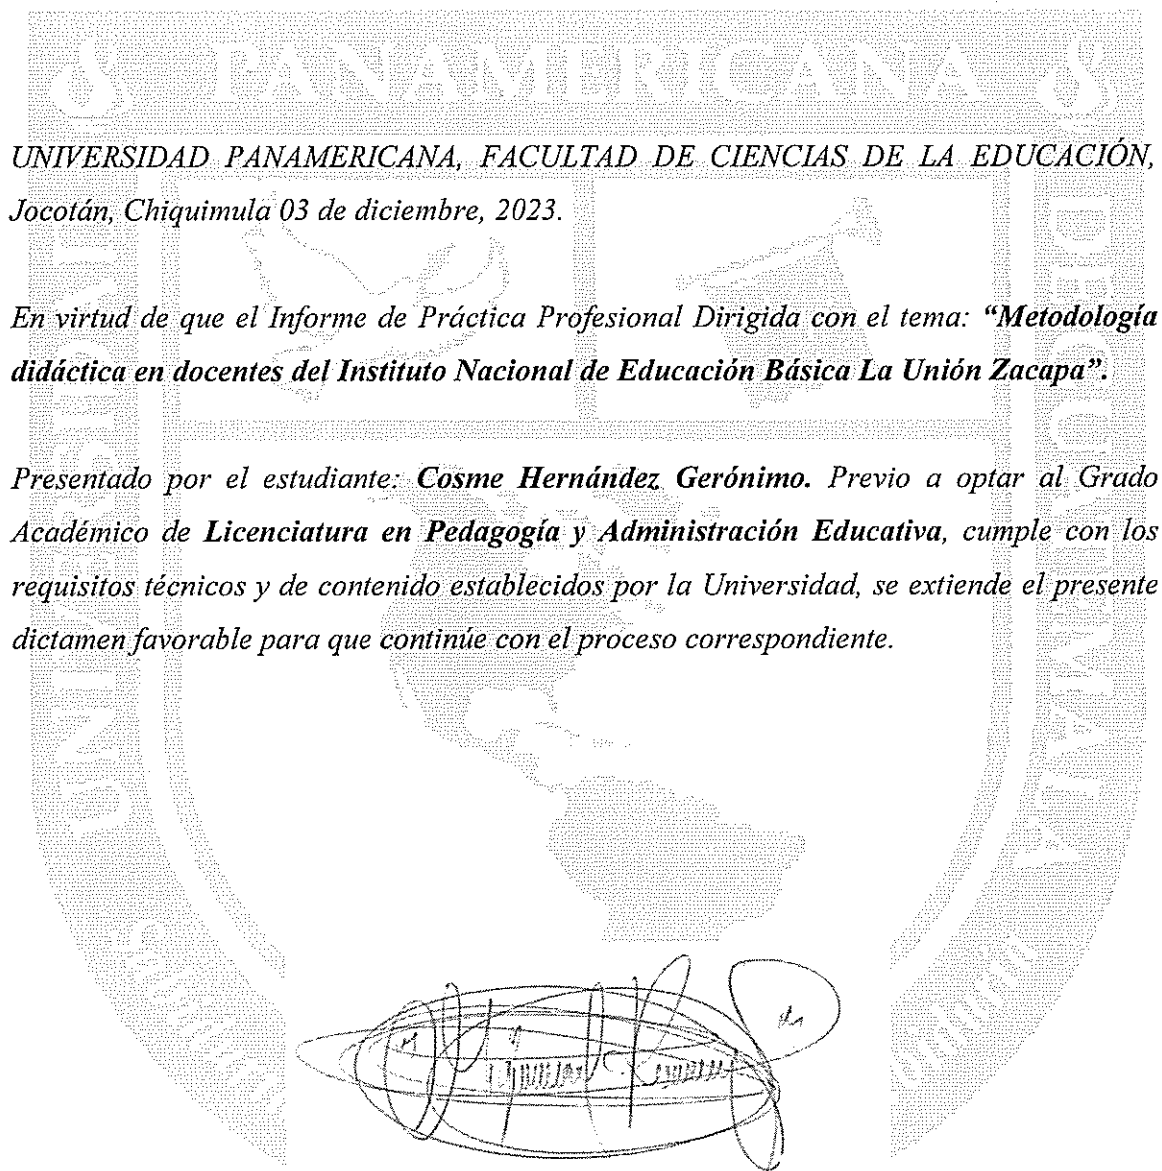 PANAMERICANA
UNIVERSIDAD PANAMERICANA, FACULTAD DE CIENCIAS DE LA EDUCACIÓN,
Jocotán, Chiquimula 03 de diciembre, 2023.
En virtud de que el Informe de Práctica Profesional Dirigida con el tema: “Metodología
didáctica en docentes del Instituto Nacional de Educación Básica La Unión Zacapa”.
Presentado por el estudiante: Cosme Hernández Gerónimo. Previo a optar al Grado
Académico de Licenciatura en Pedagogía y Administración Educativa, cumple con los
requisitos técnicos y de contenido establecidos por la Universidad, se extiende el presente
dictamen favorable para que continúe con el proceso correspondiente.